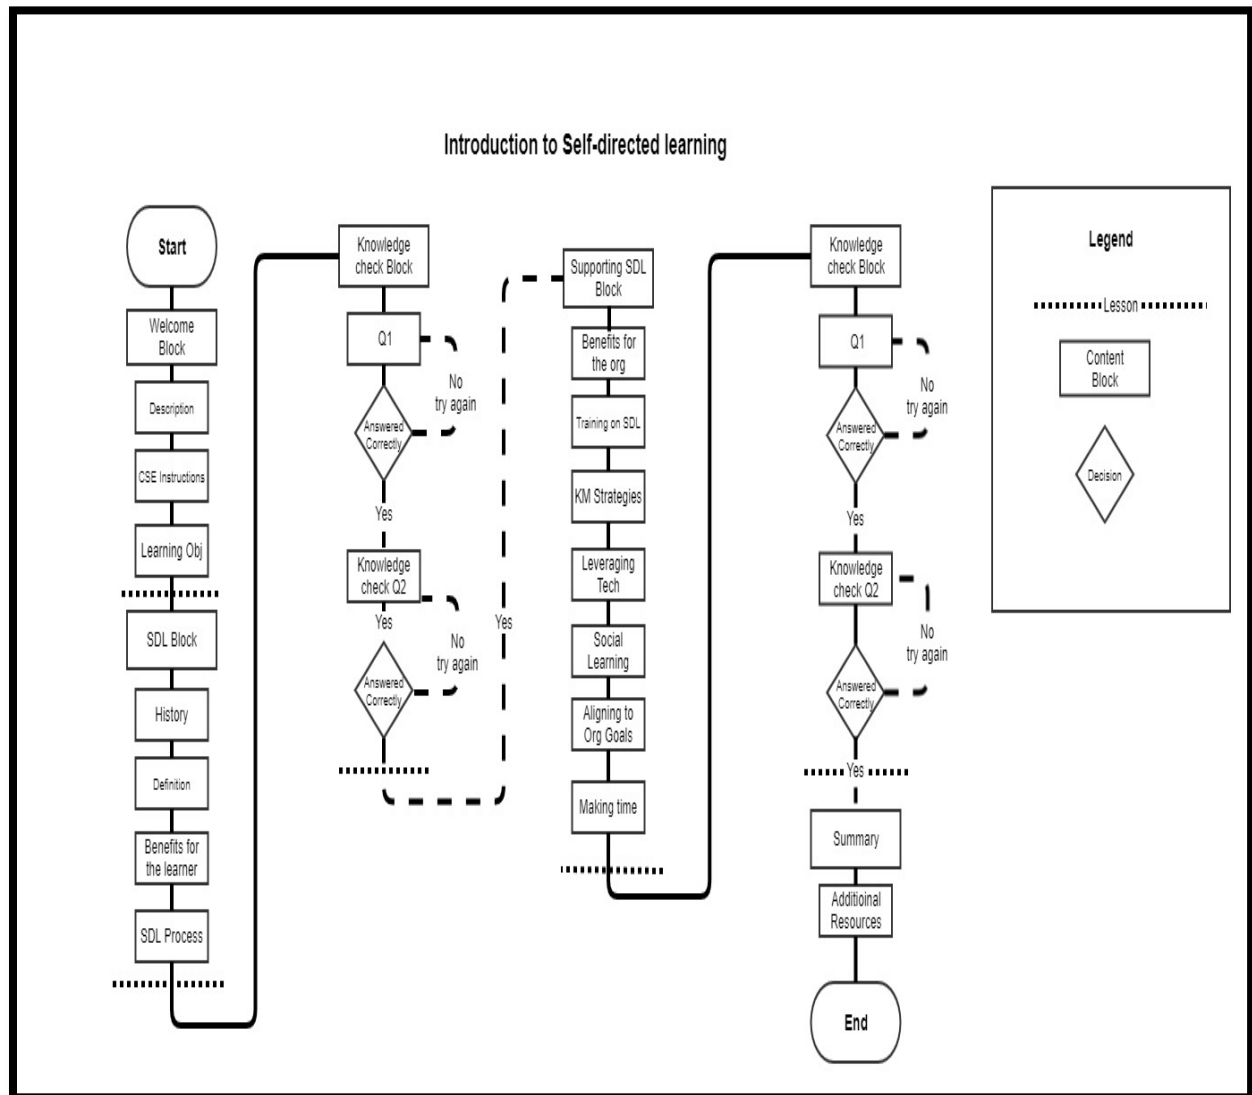 Introduction to Self-directed learning
Start
Welcome
Block
Description
CSE Instructions
Learning Obj
SDL Block
History
Definition
Benefits for
the learner
SDL Process
Knowledge
check Block
Q1
No
try again
Answered
Correctly
Yes
Knowledge
check Q2
Yes
No
try again
Answered
Correctly
Yes
Supporting SDL
Block
Benefits for
the org
Training on SDL
KM Strategies
Leveraging
Tech
Social
Learning
Aligning to
Org Goals
Making time
Knowledge
check Block
Q1
No
try again
Answered
Correctly
Yes
Knowledge
check Q2
No
try again
Answered
Correctly
Yes
Summary
Additioinal
Resources
End
Legend
Lesson
Content
Block
Decision